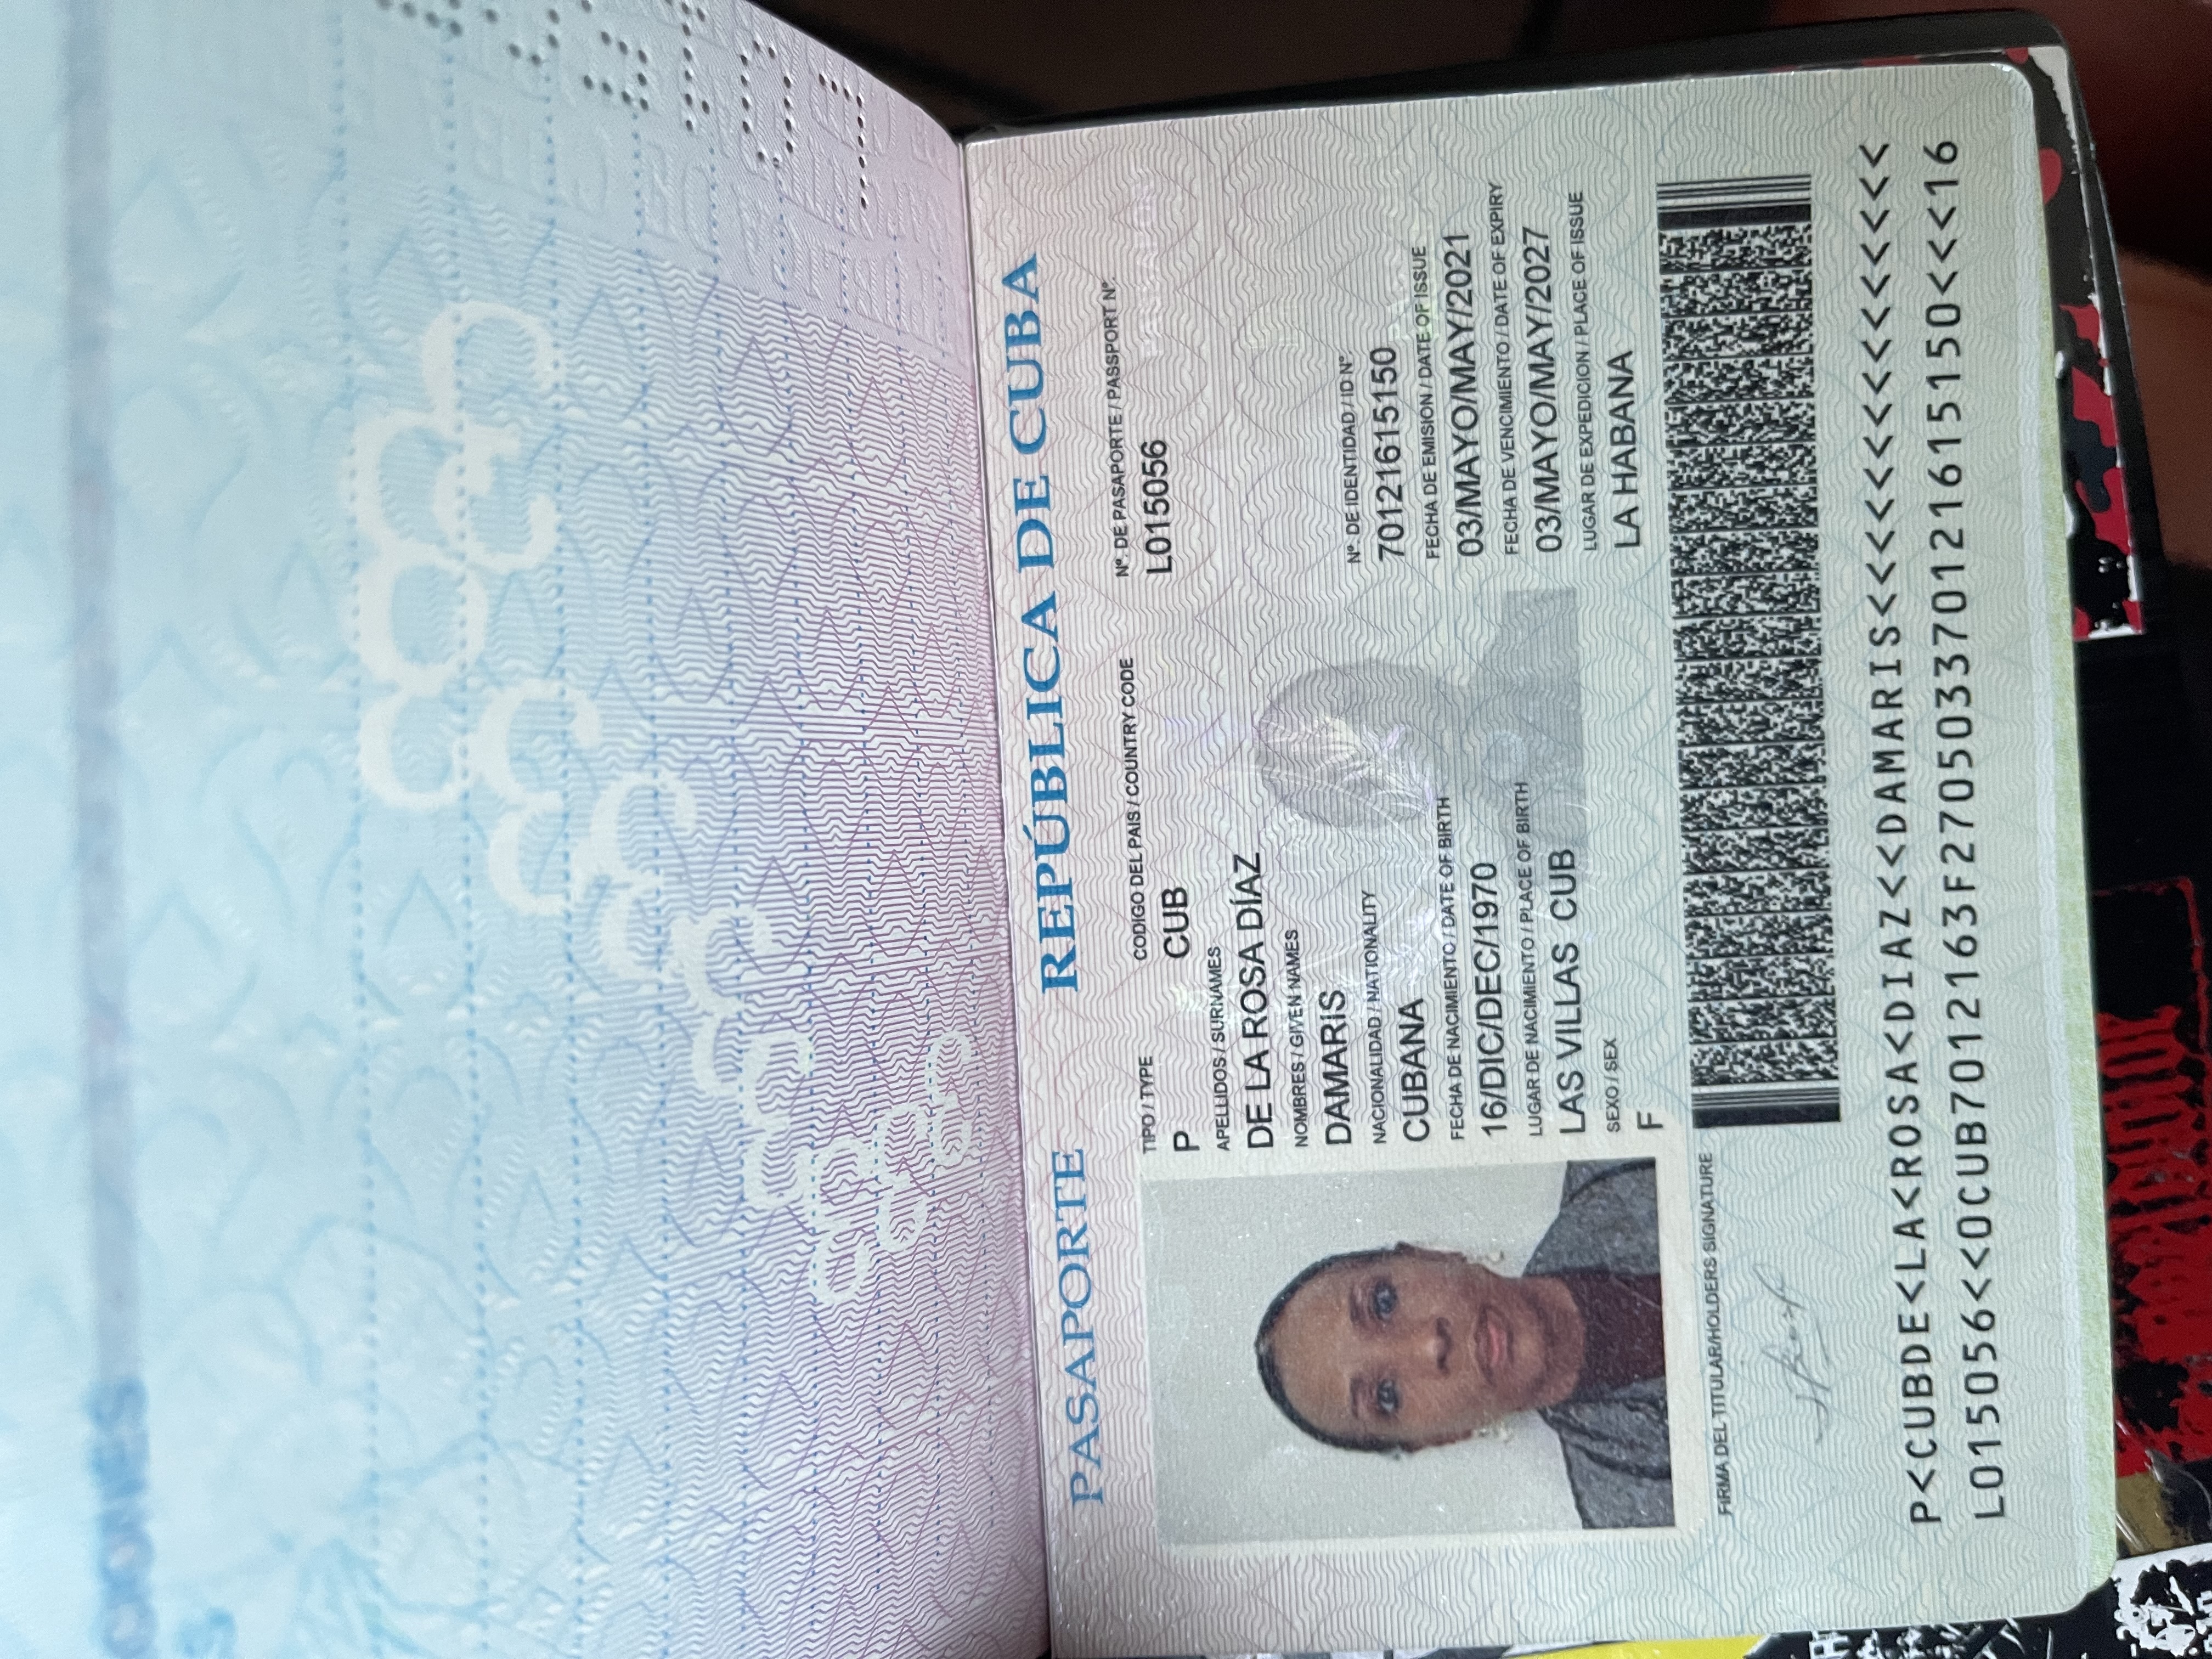 CIONES
S
PASAPORTE REPÚBLICA DE CUBA
TIPO / TYPE CODIGO DEL PAIS / COUNTRY CODE Nº. DE PASAPORTE / PASSPORT Nº.
P CUB L015056
APELLIDOS / SURNAMES
DE LA ROSA DÍAZ
NOMBRES / GIVEN NAMES
DAMARIS
Nº. DE IDENTIDAD / ID Nº.
70121615150
NACIONALIDAD / NATIONALITY
CUBANA
FECHA DE EMISION / DATE OF ISSUE
03/MAYO/MAY/2021
FECHA DE NACIMIENTO / DATE OF BIRTH
16/DIC/DEC/1970
FECHA DE VENCIMIENTO / DATE OF EXPIRY
03/MAYO/MAY/2027
LUGAR DE NACIMIENTO / PLACE OF BIRTH
LAS VILLAS CUB
LUGAR DE EXPEDICION / PLACE OF ISSUE
LA HABANA
SEXO / SEX
F
FIRMA DEL TITULAR/HOLDERS SIGNATURE
P<CUBDE<LA<ROSA<DIAZ<<DAMARIS<<<<<<<<<<<<<<<
L015056<<0CUB7012163F270503370121615150<<<16